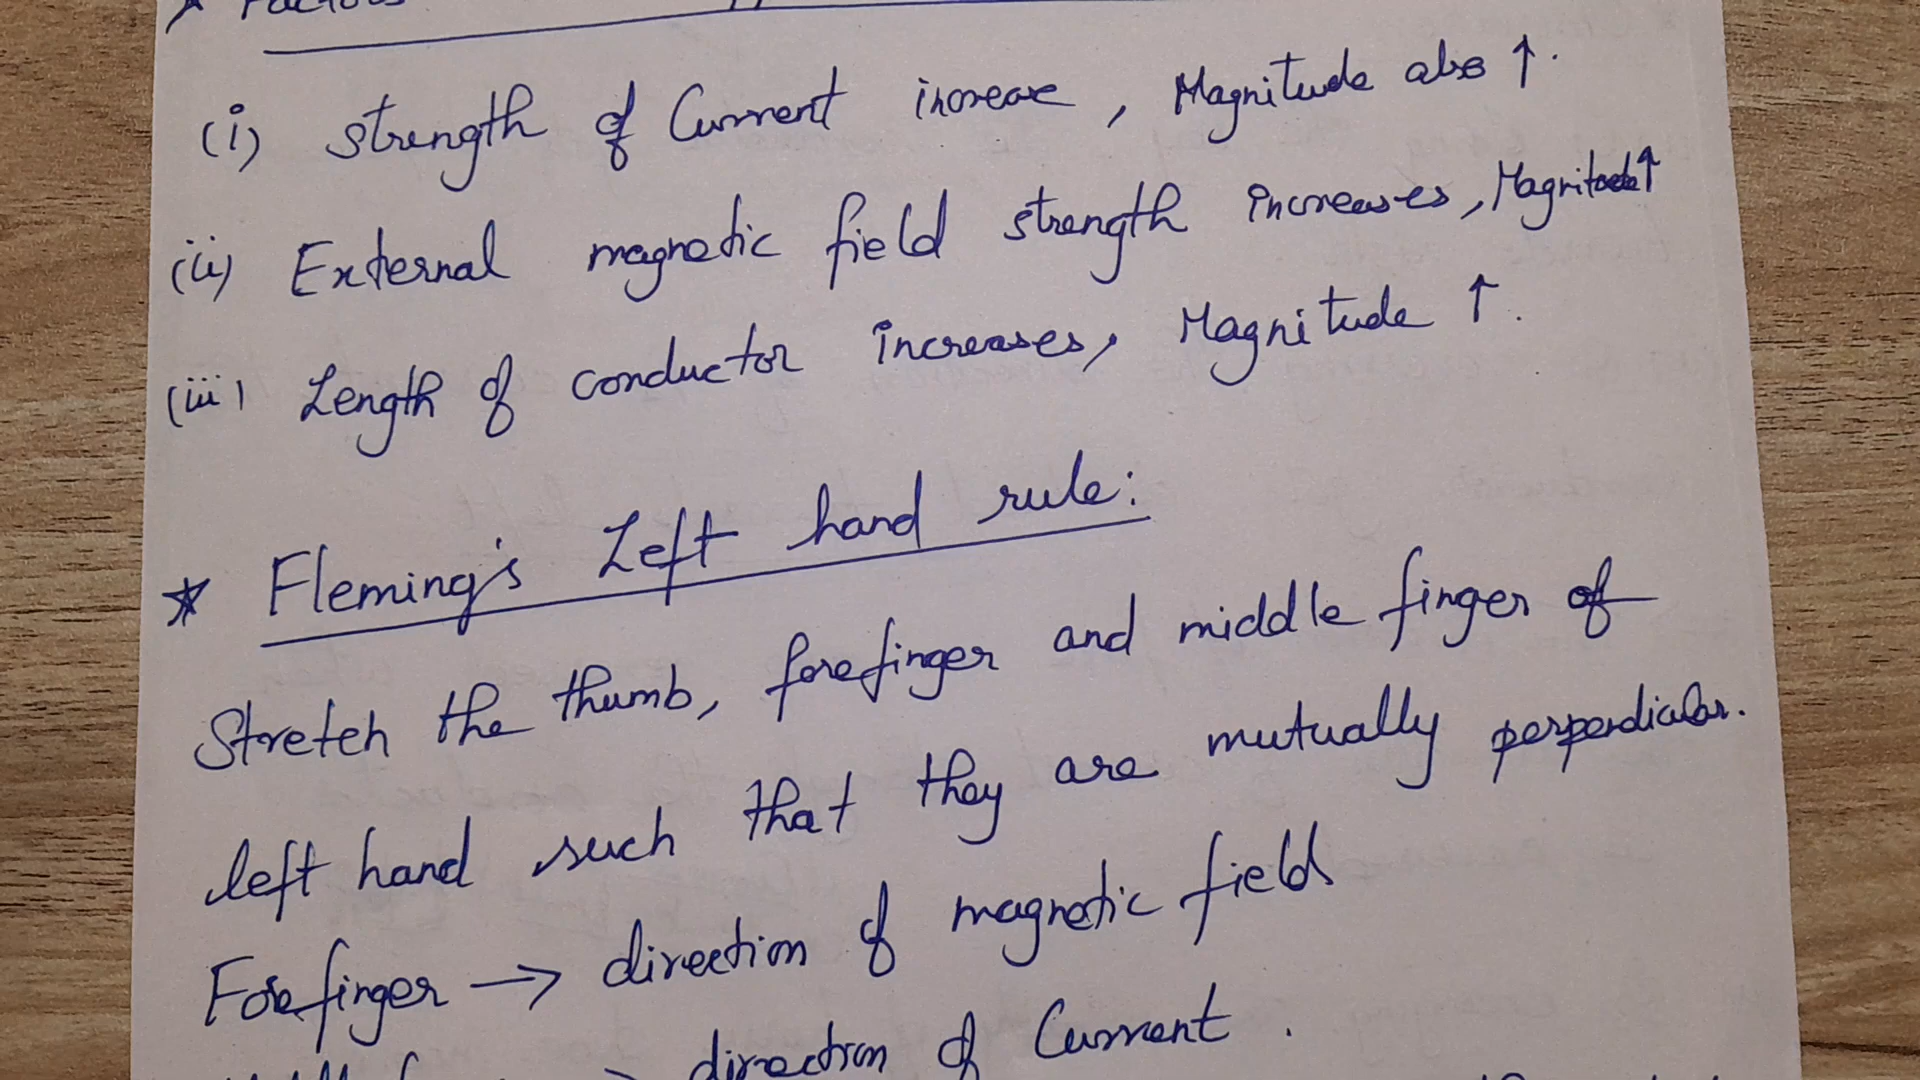 (i) Strength of Current increase, Magnitude also ↑.
(ii) External magnetic field strength increases, Magnitude↑
(iii) Length of conductor increases, Magnitude ↑.
* Fleming's Left hand rule:
Stretch the thumb, forefinger and middle finger of
left hand such that they are mutually perpendicular.
Forefinger → direction of magnetic field
direction of Current.